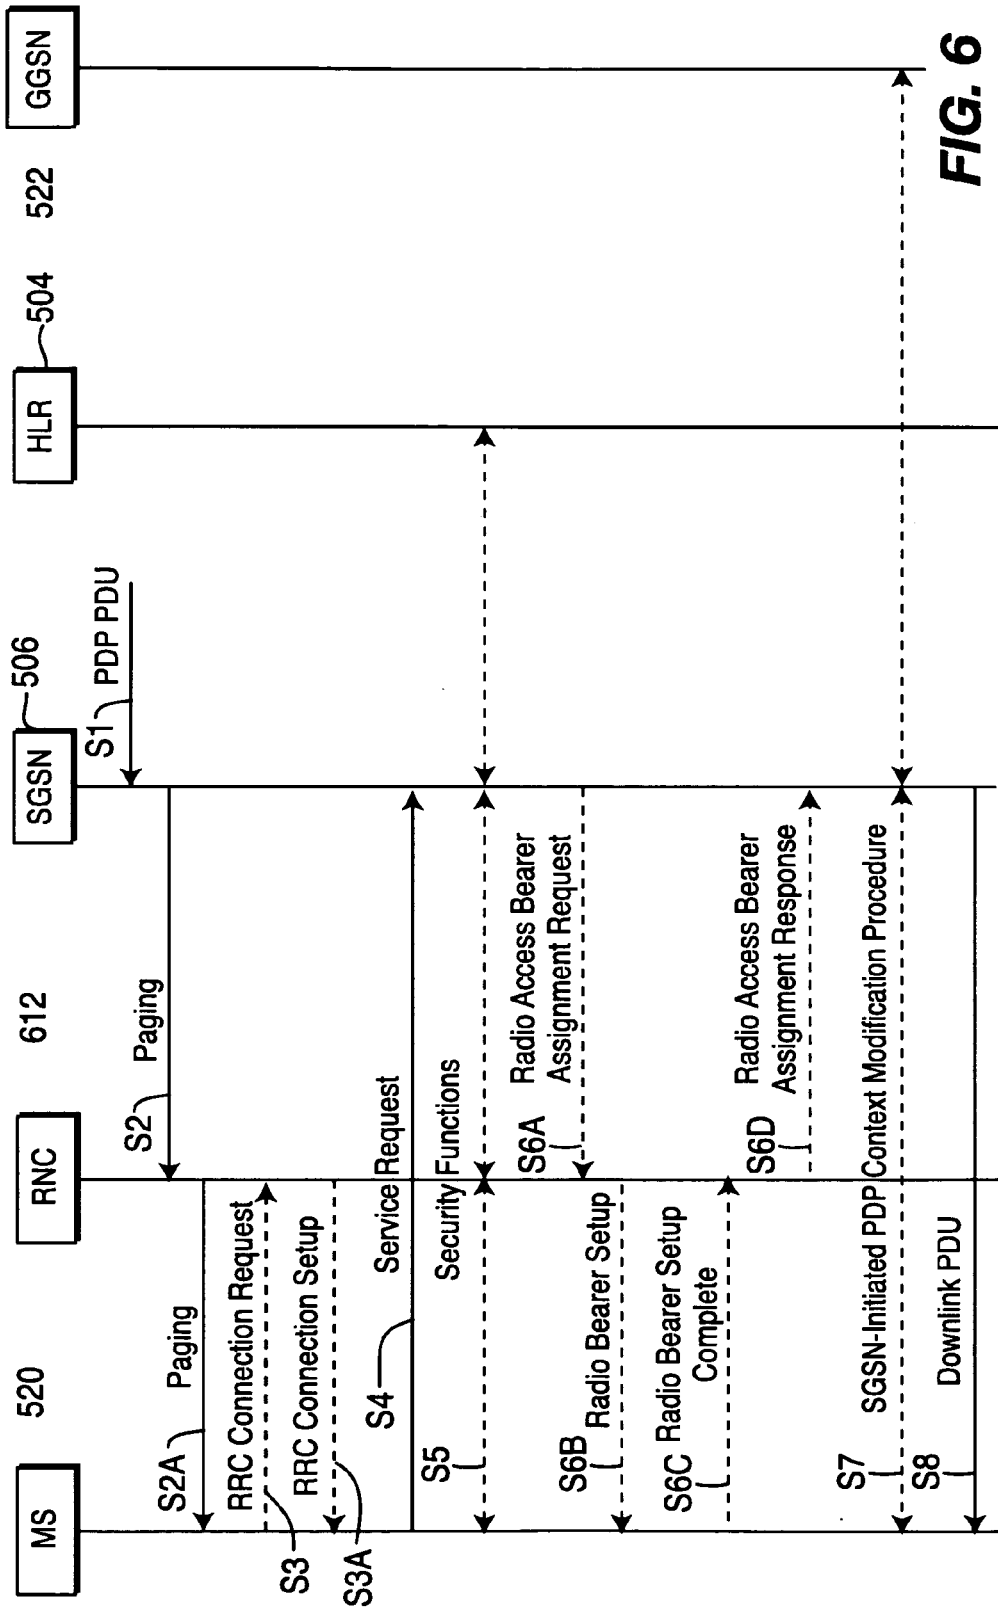 MS
520
RNC
612
SGSN
506
HLR
504
522
GGSN
S1
PDP PDU
S2
Paging
S2A
Paging
RRC Connection Request
S3
RRC Connection Setup
S3A
S4
Service Request
S5
Security Functions
S6A
Radio Access Bearer
Assignment Request
S6B
Radio Bearer Setup
S6C
Radio Bearer Setup
Complete
S6D
Radio Access Bearer
Assignment Response
S7
SGSN-Initiated PDP Context Modification Procedure
S8
Downlink PDU
FIG. 6